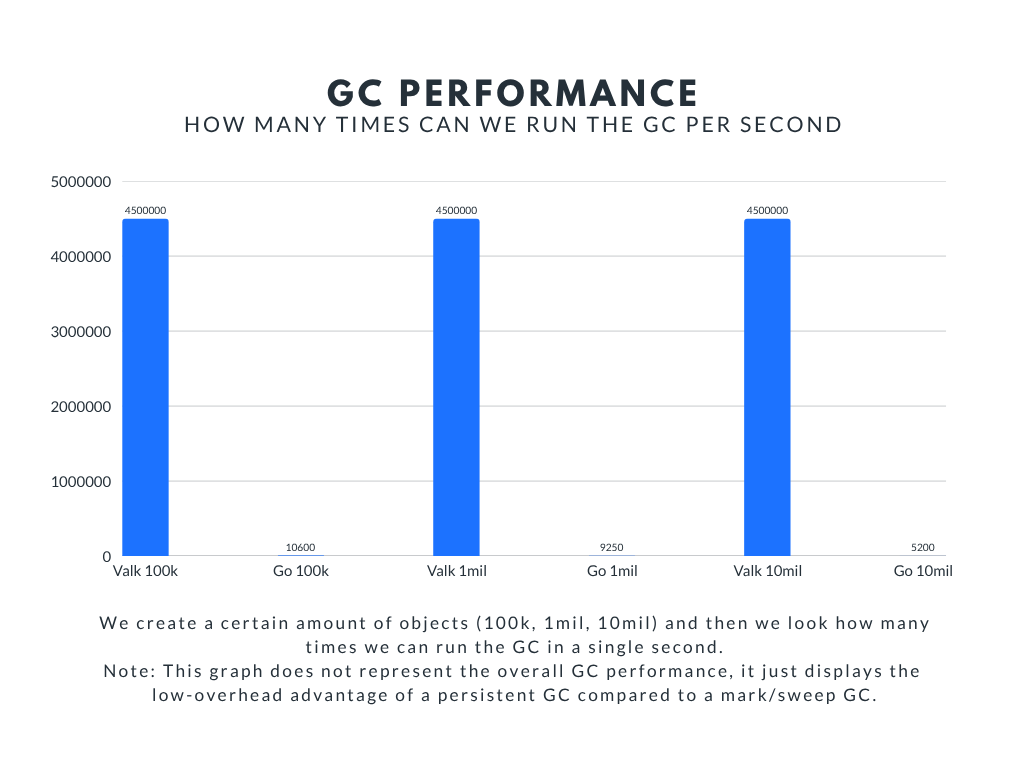 GC PERFORMANCE
HOW MANY TIMES CAN WE RUN THE GC PER SECOND
5000000
4500000 4500000 4500000
4000000
3000000
2000000
1000000
10600 9250 5200
0
Valk 100k Go 100k Valk 1mil Go 1mil Valk 10mil Go 10mil
We create a certain amount of objects (100k, 1mil, 10mil) and then we look how many
times we can run the GC in a single second.
Note: This graph does not represent the overall GC performance, it just displays the
low-overhead advantage of a persistent GC compared to a mark/sweep GC.